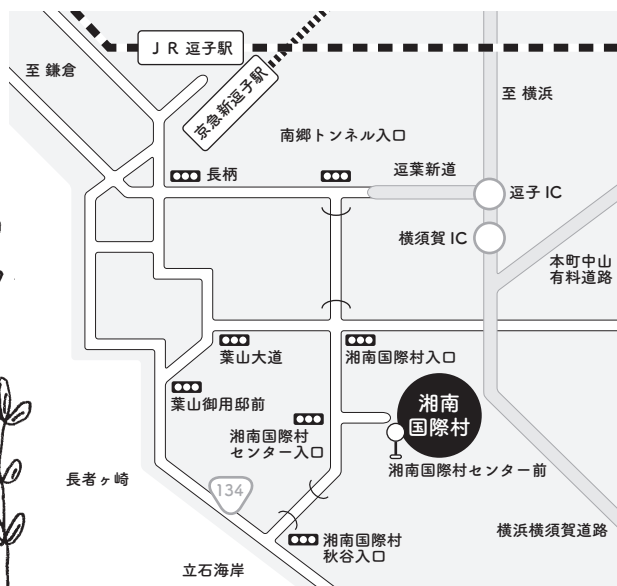 JR 逗子駅
至 鎌倉
京急新逗子駅
至 横浜
南郷トンネル入口
長柄
逗葉新道
逗子 IC
横須賀 IC
本町中山
有料道路
葉山大道
湘南国際村入口
葉山御用邸前
湘南
国際村
湘南国際村
センター入口
湘南国際村センター前
長者ヶ崎
134
横浜横須賀道路
湘南国際村
秋谷入口
立石海岸